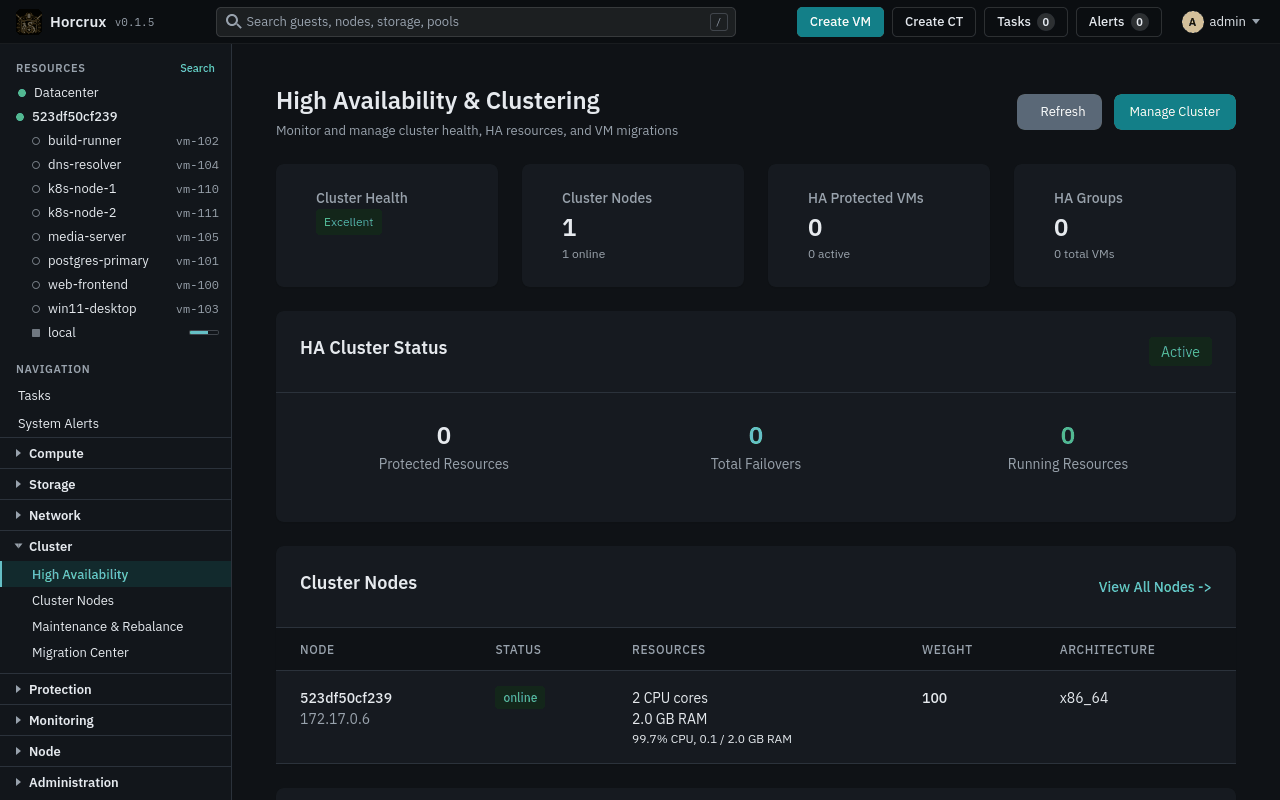 Horcrux v0.1.5
Search guests, nodes, storage, pools /
Create VM
Create CT
Tasks 0
Alerts 0
A admin
RESOURCES Search
Datacenter
523df50cf239
build-runner vm-102
dns-resolver vm-104
k8s-node-1 vm-110
k8s-node-2 vm-111
media-server vm-105
postgres-primary vm-101
web-frontend vm-100
win11-desktop vm-103
local
NAVIGATION
Tasks
System Alerts
Compute
Storage
Network
Cluster
High Availability
Cluster Nodes
Maintenance & Rebalance
Migration Center
Protection
Monitoring
Node
Administration
High Availability & Clustering
Monitor and manage cluster health, HA resources, and VM migrations
Refresh
Manage Cluster
Cluster Health
Excellent
Cluster Nodes
1
1 online
HA Protected VMs
0
0 active
HA Groups
0
0 total VMs
HA Cluster Status
Active
0
Protected Resources
0
Total Failovers
0
Running Resources
Cluster Nodes
View All Nodes ->
NODE STATUS RESOURCES WEIGHT ARCHITECTURE
523df50cf239 online 2 CPU cores 100 x86_64
172.17.0.6 2.0 GB RAM
99.7% CPU, 0.1 / 2.0 GB RAM